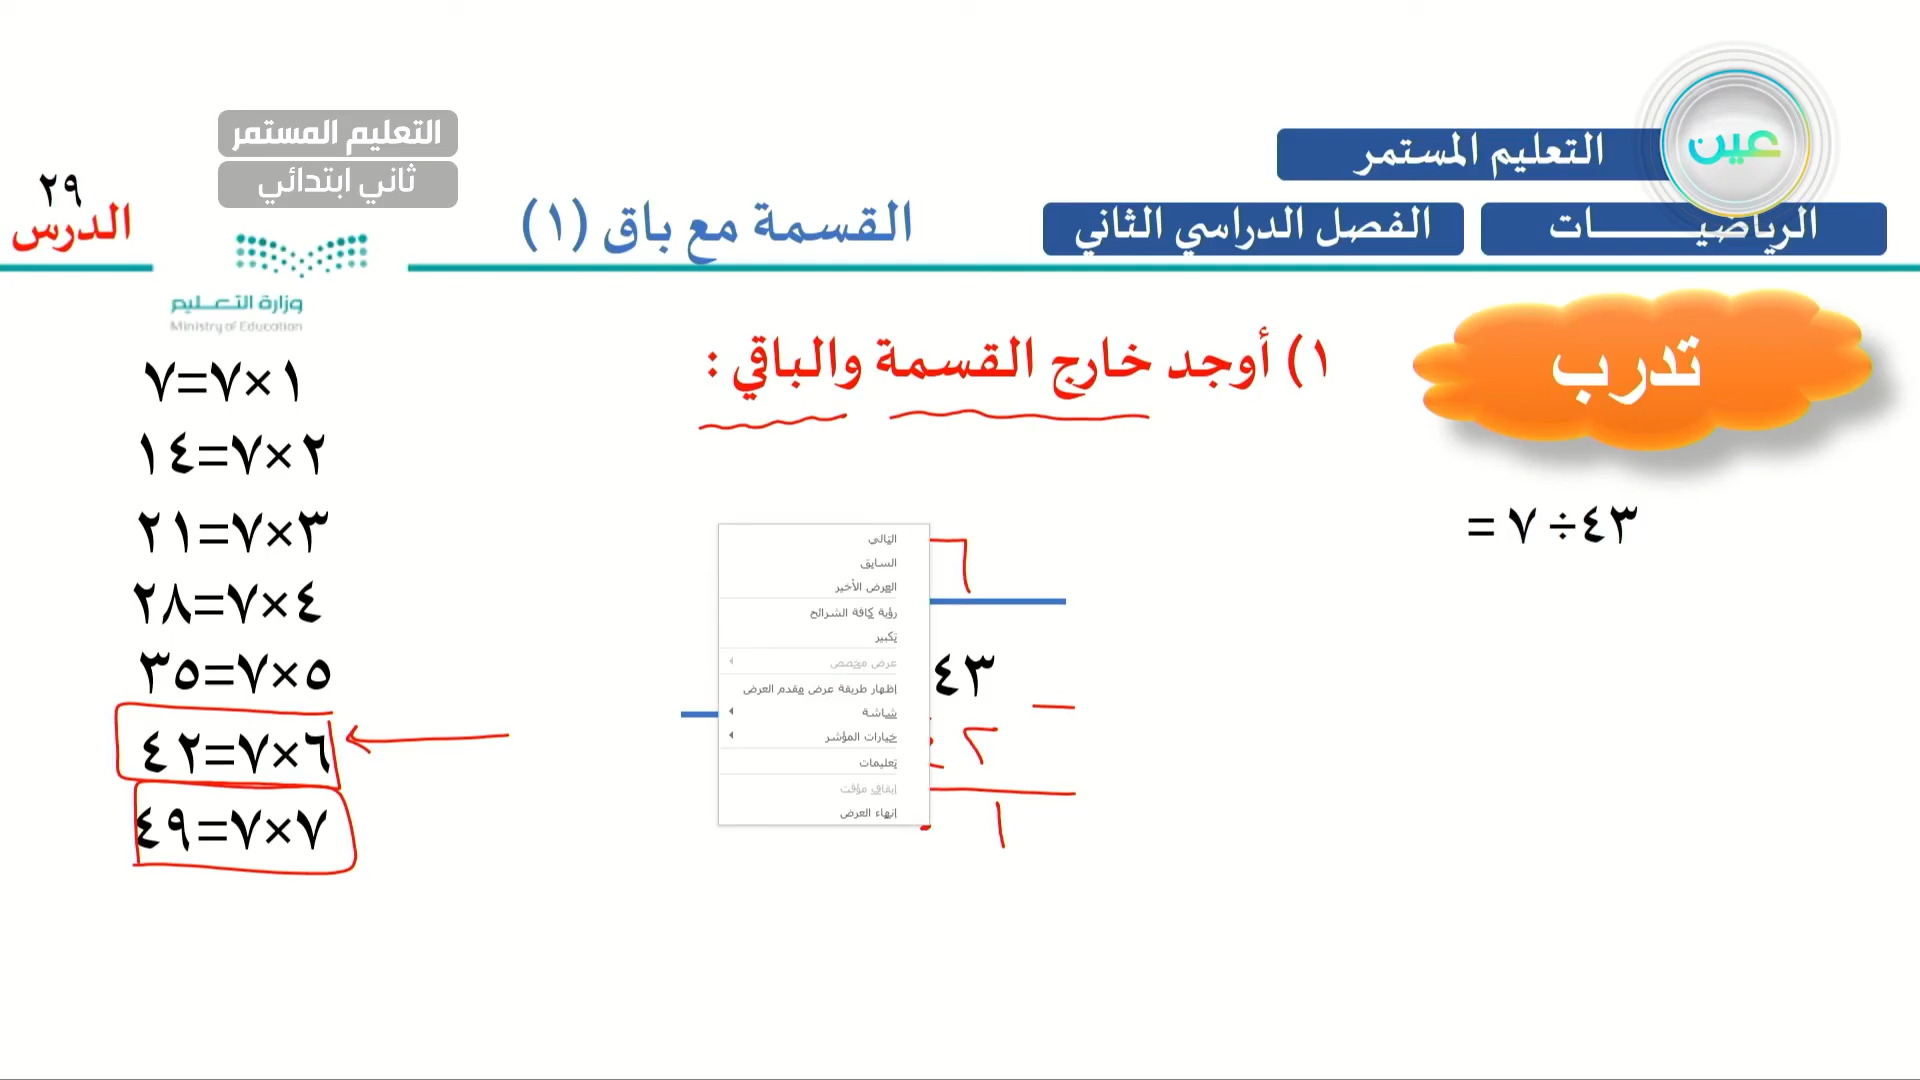 التعليم المستمر
عين
التعليم المستمر
ثاني ابتدائي
الرياضيـــــــات
الفصل الدراسي الثاني
القسمة مع باق (١)
٢٩
الدرس
وزارة التعـــليم
Ministry of Education
تدرب
١) أوجد خارج القسمة والباقي :
٤٣÷ ٧ =
١×٧=٧
٢×٧=١٤
٣×٧=٢١
٤×٧=٢٨
٥×٧=٣٥
٦×٧=٤٢
٧×٧=٤٩
٦
٤٣
٤٢
١
التالي
السابق
العرض الأخير
رؤية كافة الشرائح
تكبير
عرض مخصص
إظهار طريقة عرض مقدم العرض
شاشة
خيارات المؤشر
تعليمات
إيقاف مؤقت
إنهاء العرض